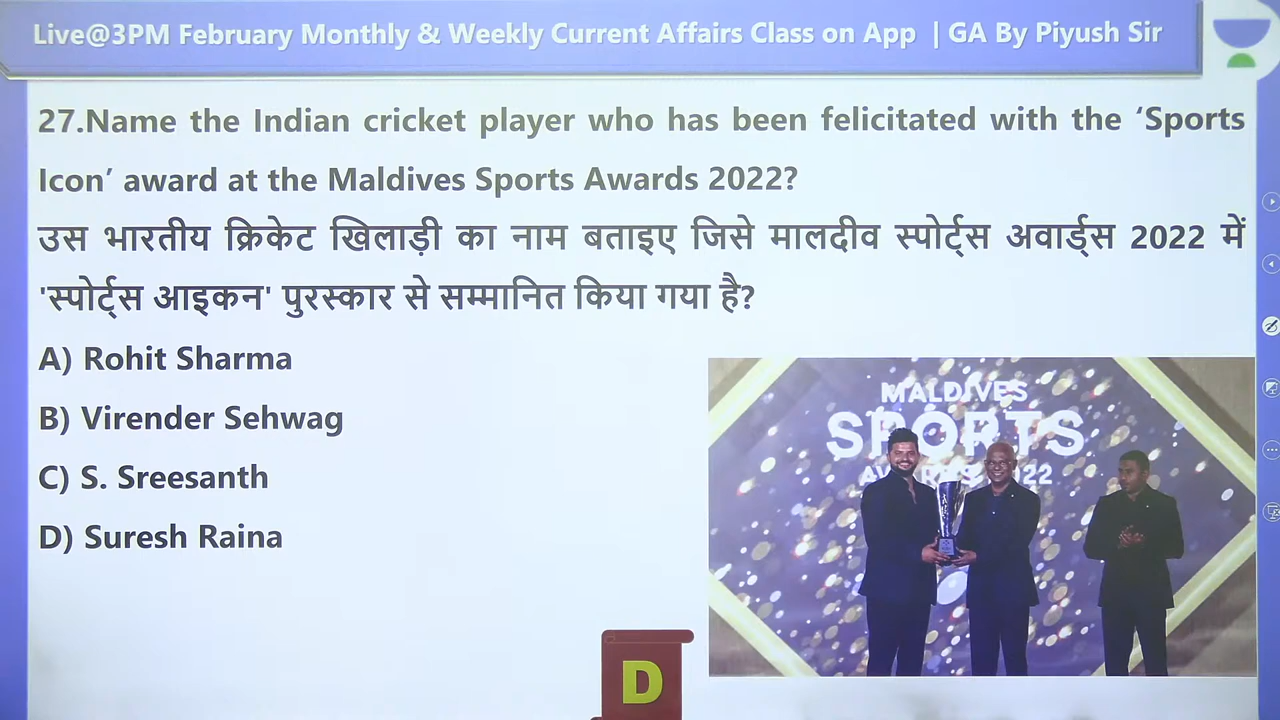 Live@3PM February Monthly & Weekly Current Affairs Class on App | GA By Piyush Sir
27.Name the Indian cricket player who has been felicitated with the ‘Sports
Icon’ award at the Maldives Sports Awards 2022?
उस भारतीय क्रिकेट खिलाड़ी का नाम बताइए जिसे मालदीव स्पोर्ट्स अवार्ड्स 2022 में
'स्पोर्ट्स आइकन' पुरस्कार से सम्मानित किया गया है?
A) Rohit Sharma
B) Virender Sehwag
C) S. Sreesanth
D) Suresh Raina
MALDIVES
SPORTS
AWARDS 2022
D